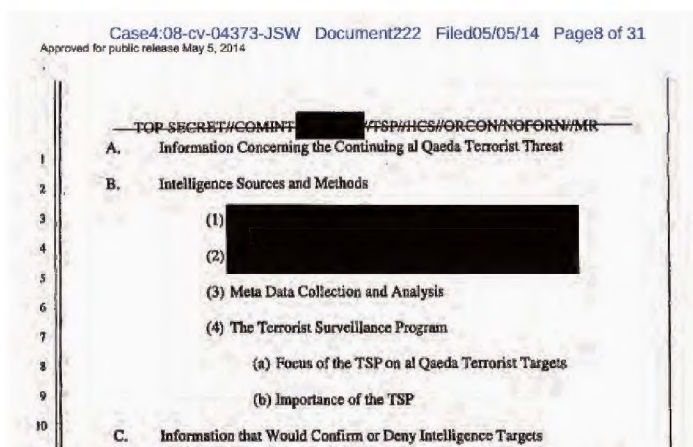 Case4:08-cv-04373-JSW Document222 Filed05/05/14 Page8 of 31
Approved for public release May 5, 2014
TOP SECRET//COMINT //TSP//HCS//ORCON/NOFORN//MR
1 A. Information Concerning the Continuing al Qaeda Terrorist Threat
2 B. Intelligence Sources and Methods
3 (1)
4 (2)
5
6 (3) Meta Data Collection and Analysis
7 (4) The Terrorist Surveillance Program
8 (a) Focus of the TSP on al Qaeda Terrorist Targets
9 (b) Importance of the TSP
10 C. Information that Would Confirm or Deny Intelligence Targets